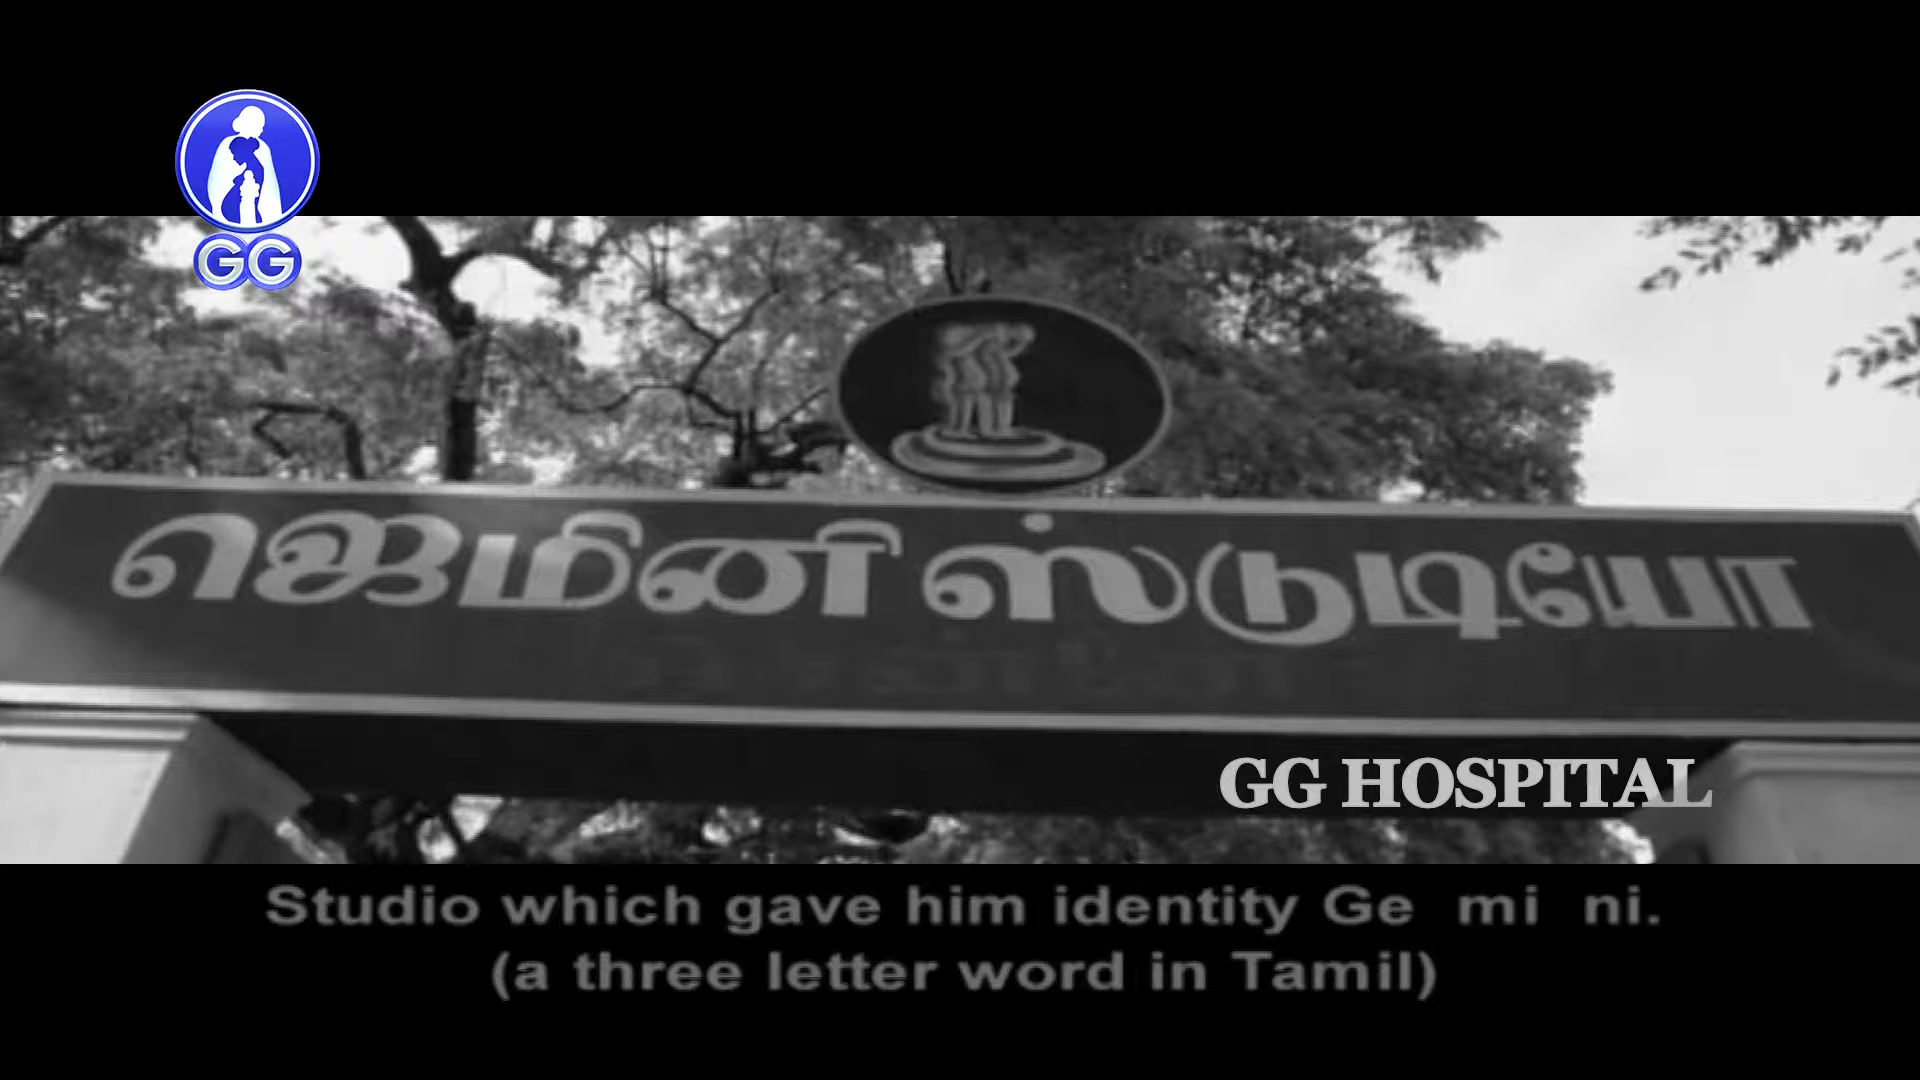 GG
ஜெமினி ஸ்டுடியோ
GG HOSPITAL
Studio which gave him identity Ge mi ni.
(a three letter word in Tamil)